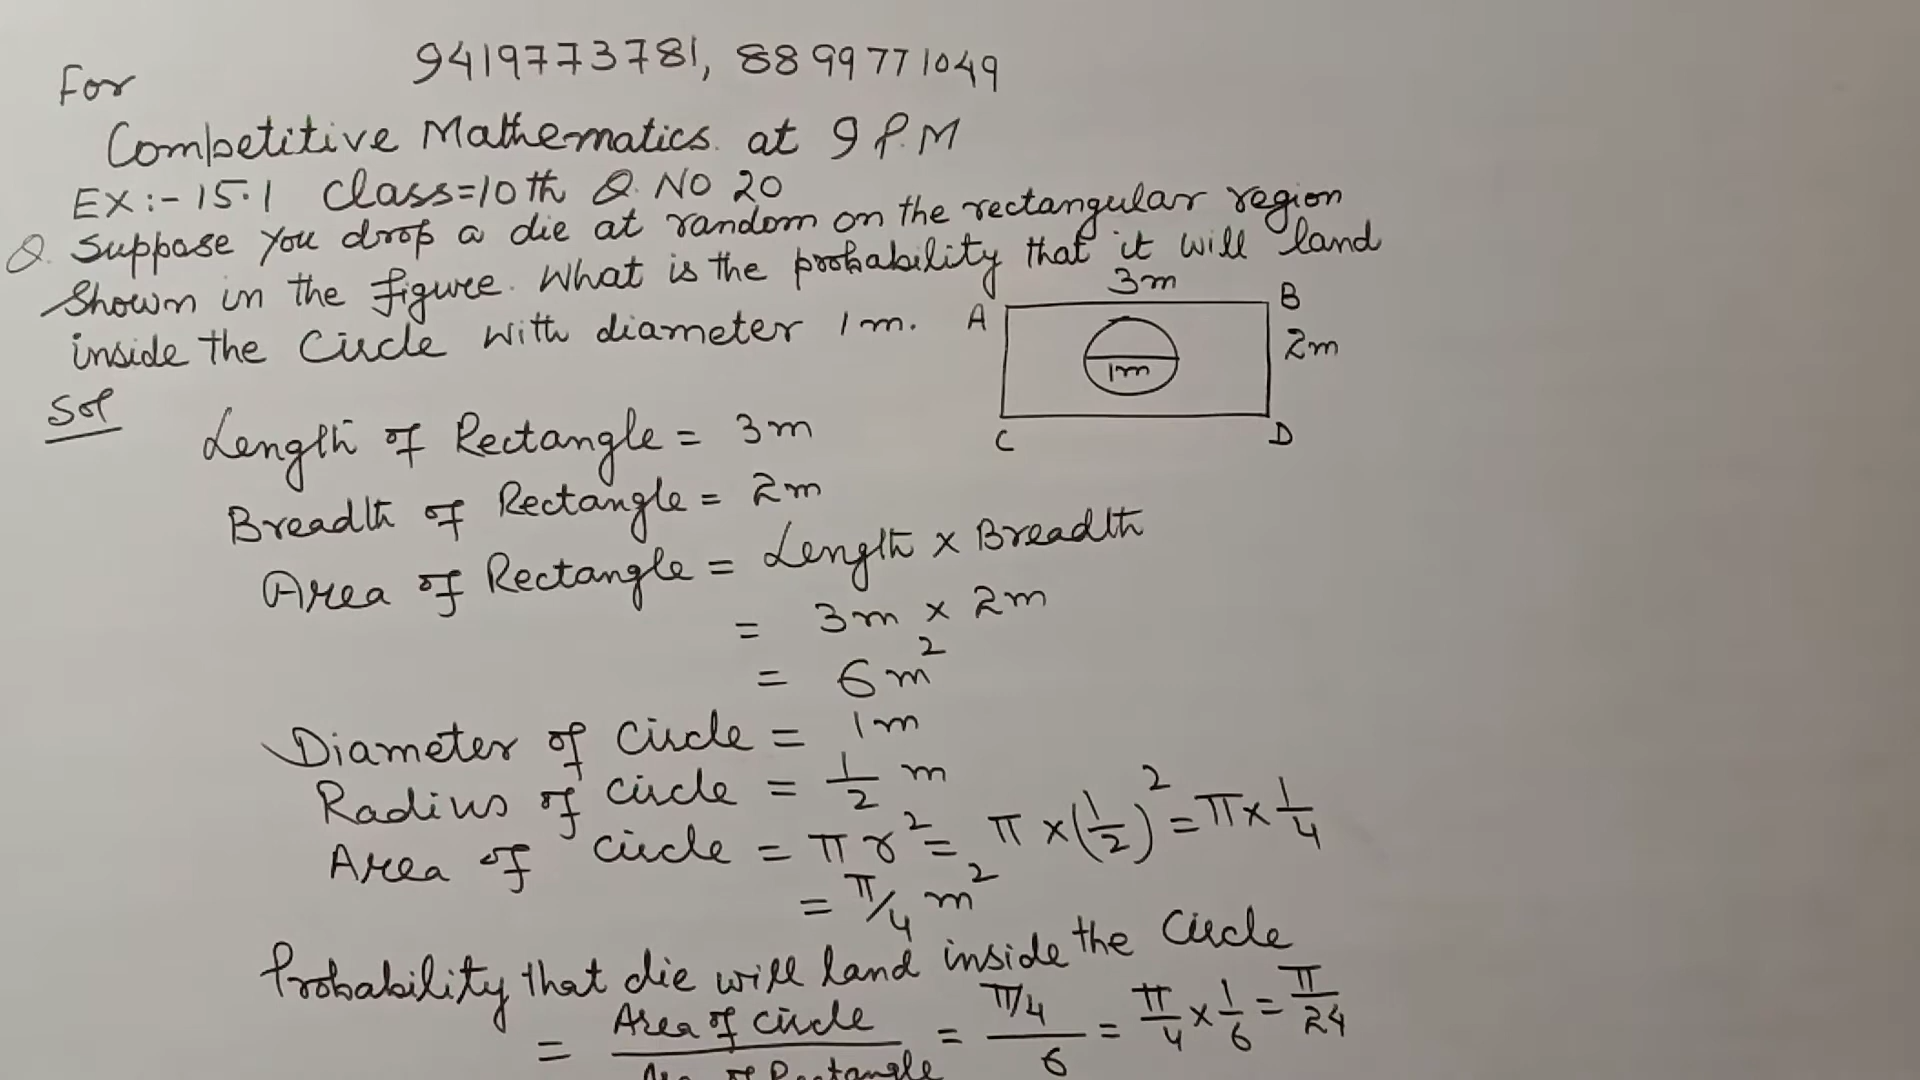 For 9419773781, 8899771049
Competitive Mathematics. at 9 P.M
EX:-15.1 Class=10th Q. NO 20
Q. Suppose you drop a die at random on the rectangular region
Shown in the figure. What is the probability that it will land
inside the Circle with diameter 1m.
3m
A B
2m
1m
C D
Sol
Length of Rectangle = 3m
Breadth of Rectangle = 2m
Area of Rectangle = Length × Breadth
= 3m × 2m
= 6m²
Diameter of Circle = 1m
Radius of circle = 1/2 m
Area of circle = πr² = π×(1/2)² = π×1/4
= π/4 m²
Probability that die will land inside the Circle
= Area of circle / Area of Rectangle = π/4 / 6 = π/4 × 1/6 = π/24